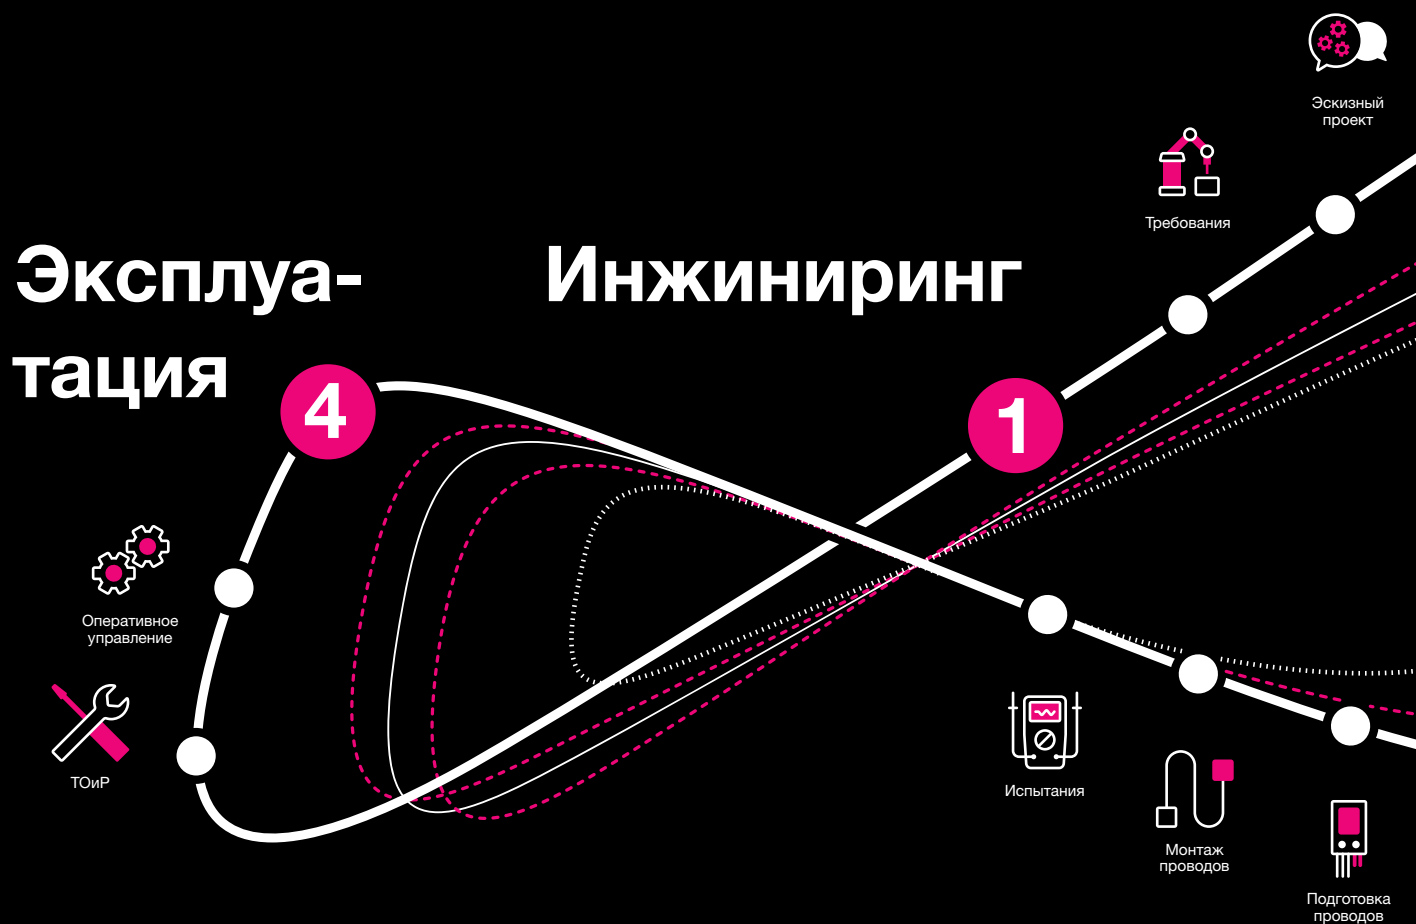 Эскизный
проект
Требования
Эксплуа-
тация
Инжиниринг
4
1
Оперативное
управление
ТОиР
Испытания
Монтаж
проводов
Подготовка
проводов